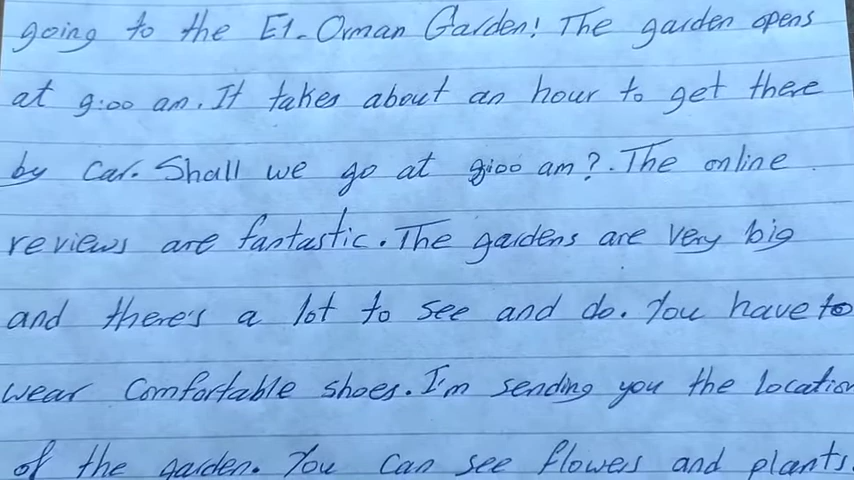 going to the El-Orman Garden! The garden opens
at 9:00 am. It takes about an hour to get there
by car. Shall we go at 9:00 am?. The online
reviews are fantastic. The gardens are very big
and there's a lot to see and do. You have to
wear comfortable shoes. I'm sending you the location
of the garden. You can see flowers and plants.